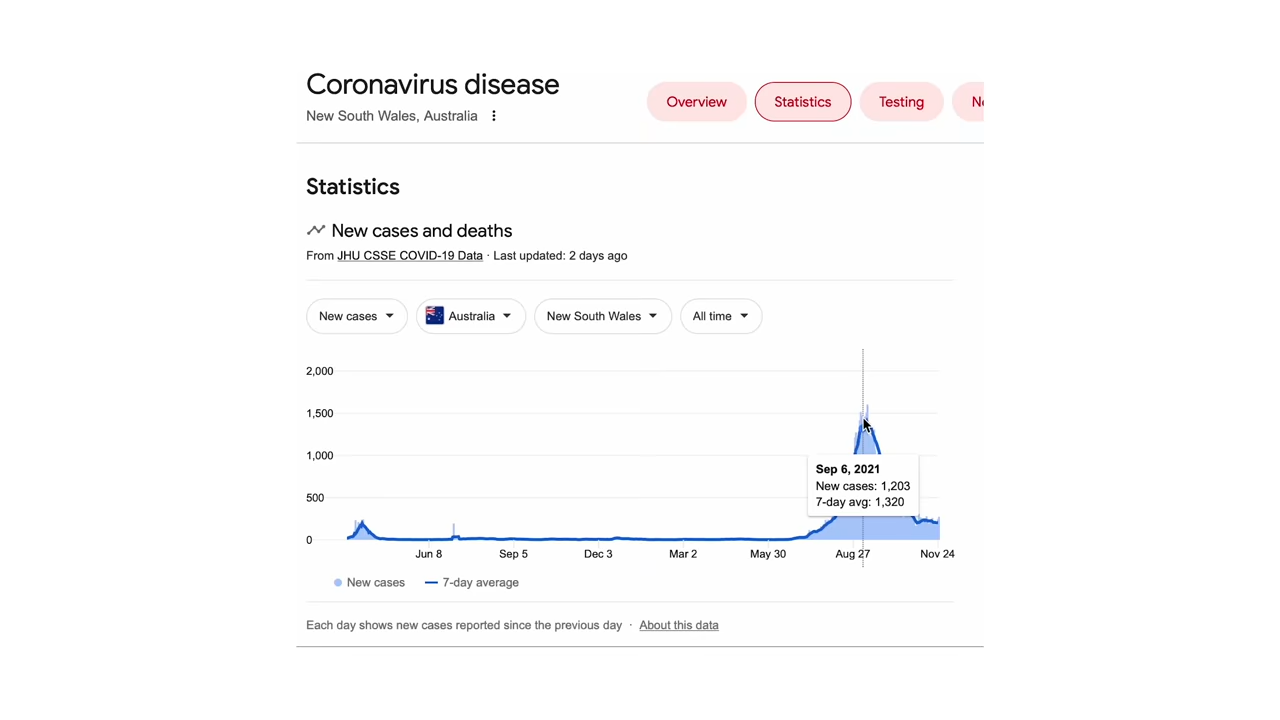 Coronavirus disease
Overview
Statistics
Testing
New South Wales, Australia
Statistics
New cases and deaths
From JHU CSSE COVID-19 Data · Last updated: 2 days ago
New cases
Australia
New South Wales
All time
2,000
1,500
1,000
500
0
Sep 6, 2021
New cases: 1,203
7-day avg: 1,320
Jun 8
Sep 5
Dec 3
Mar 2
May 30
Aug 27
Nov 24
New cases
7-day average
Each day shows new cases reported since the previous day · About this data